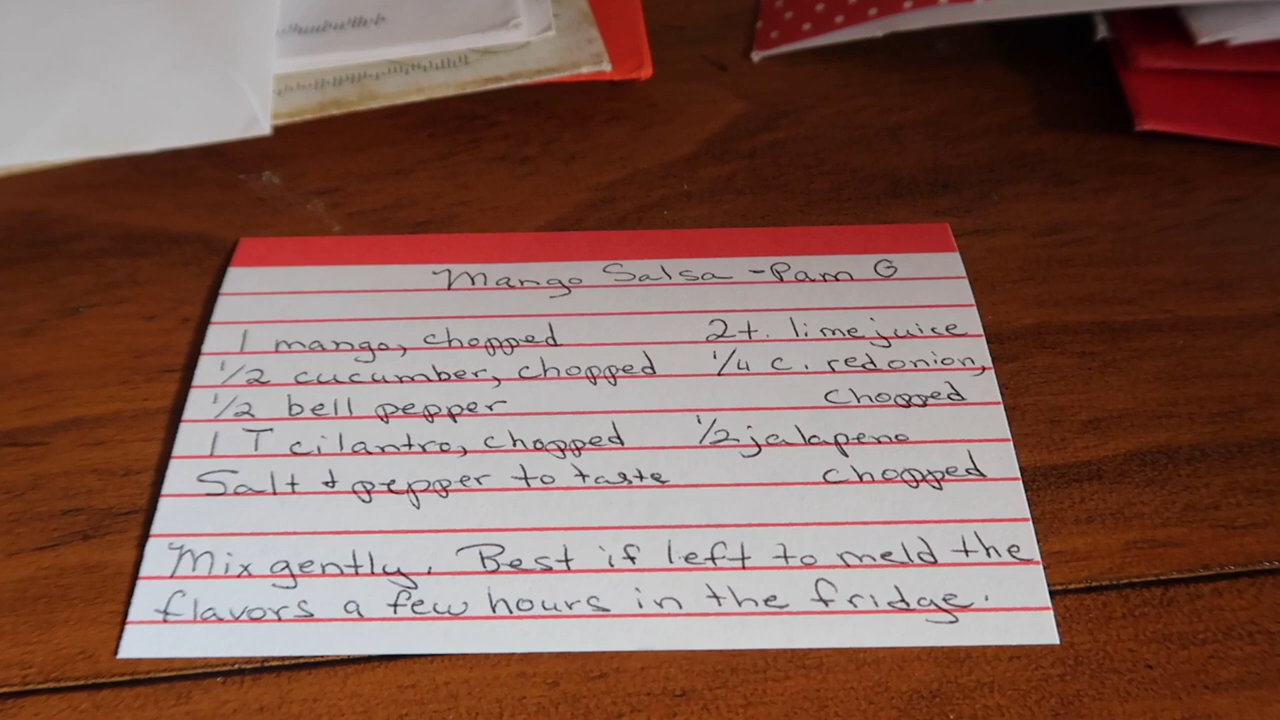 Mango Salsa - Pam G
1 mango, chopped 2t. lime juice
1/2 cucumber, chopped 1/4 c. red onion,
1/2 bell pepper chopped
1 T cilantro, chopped 1/2 jalapeno
Salt + pepper to taste chopped
Mix gently. Best if left to meld the
flavors a few hours in the fridge.